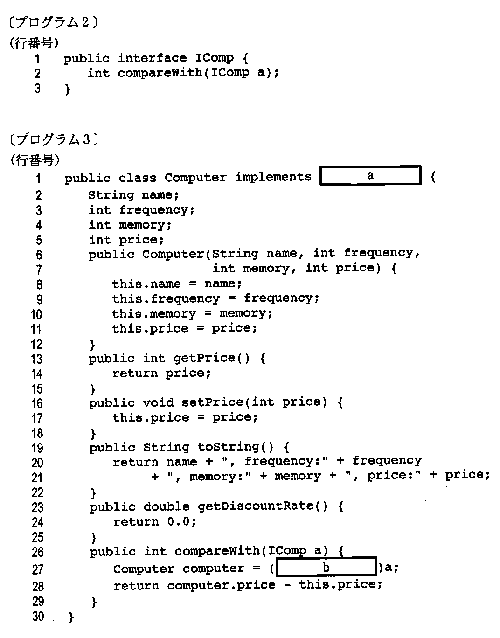 〔プログラム2〕
(行番号)
1 public interface IComp {
2 int compareWith(IComp a);
3 }
〔プログラム3〕
(行番号)
1 public class Computer implements a {
2 String name;
3 int frequency;
4 int memory;
5 int price;
6 public Computer(String name, int frequency,
7 int memory, int price) {
8 this.name = name;
9 this.frequency = frequency;
10 this.memory = memory;
11 this.price = price;
12 }
13 public int getPrice() {
14 return price;
15 }
16 public void setPrice(int price) {
17 this.price = price;
18 }
19 public String toString() {
20 return name + ", frequency:" + frequency
21 + ", memory:" + memory + ", price:" + price;
22 }
23 public double getDiscountRate() {
24 return 0.0;
25 }
26 public int compareWith(IComp a) {
27 Computer computer = ( b )a;
28 return computer.price - this.price;
29 }
30 }